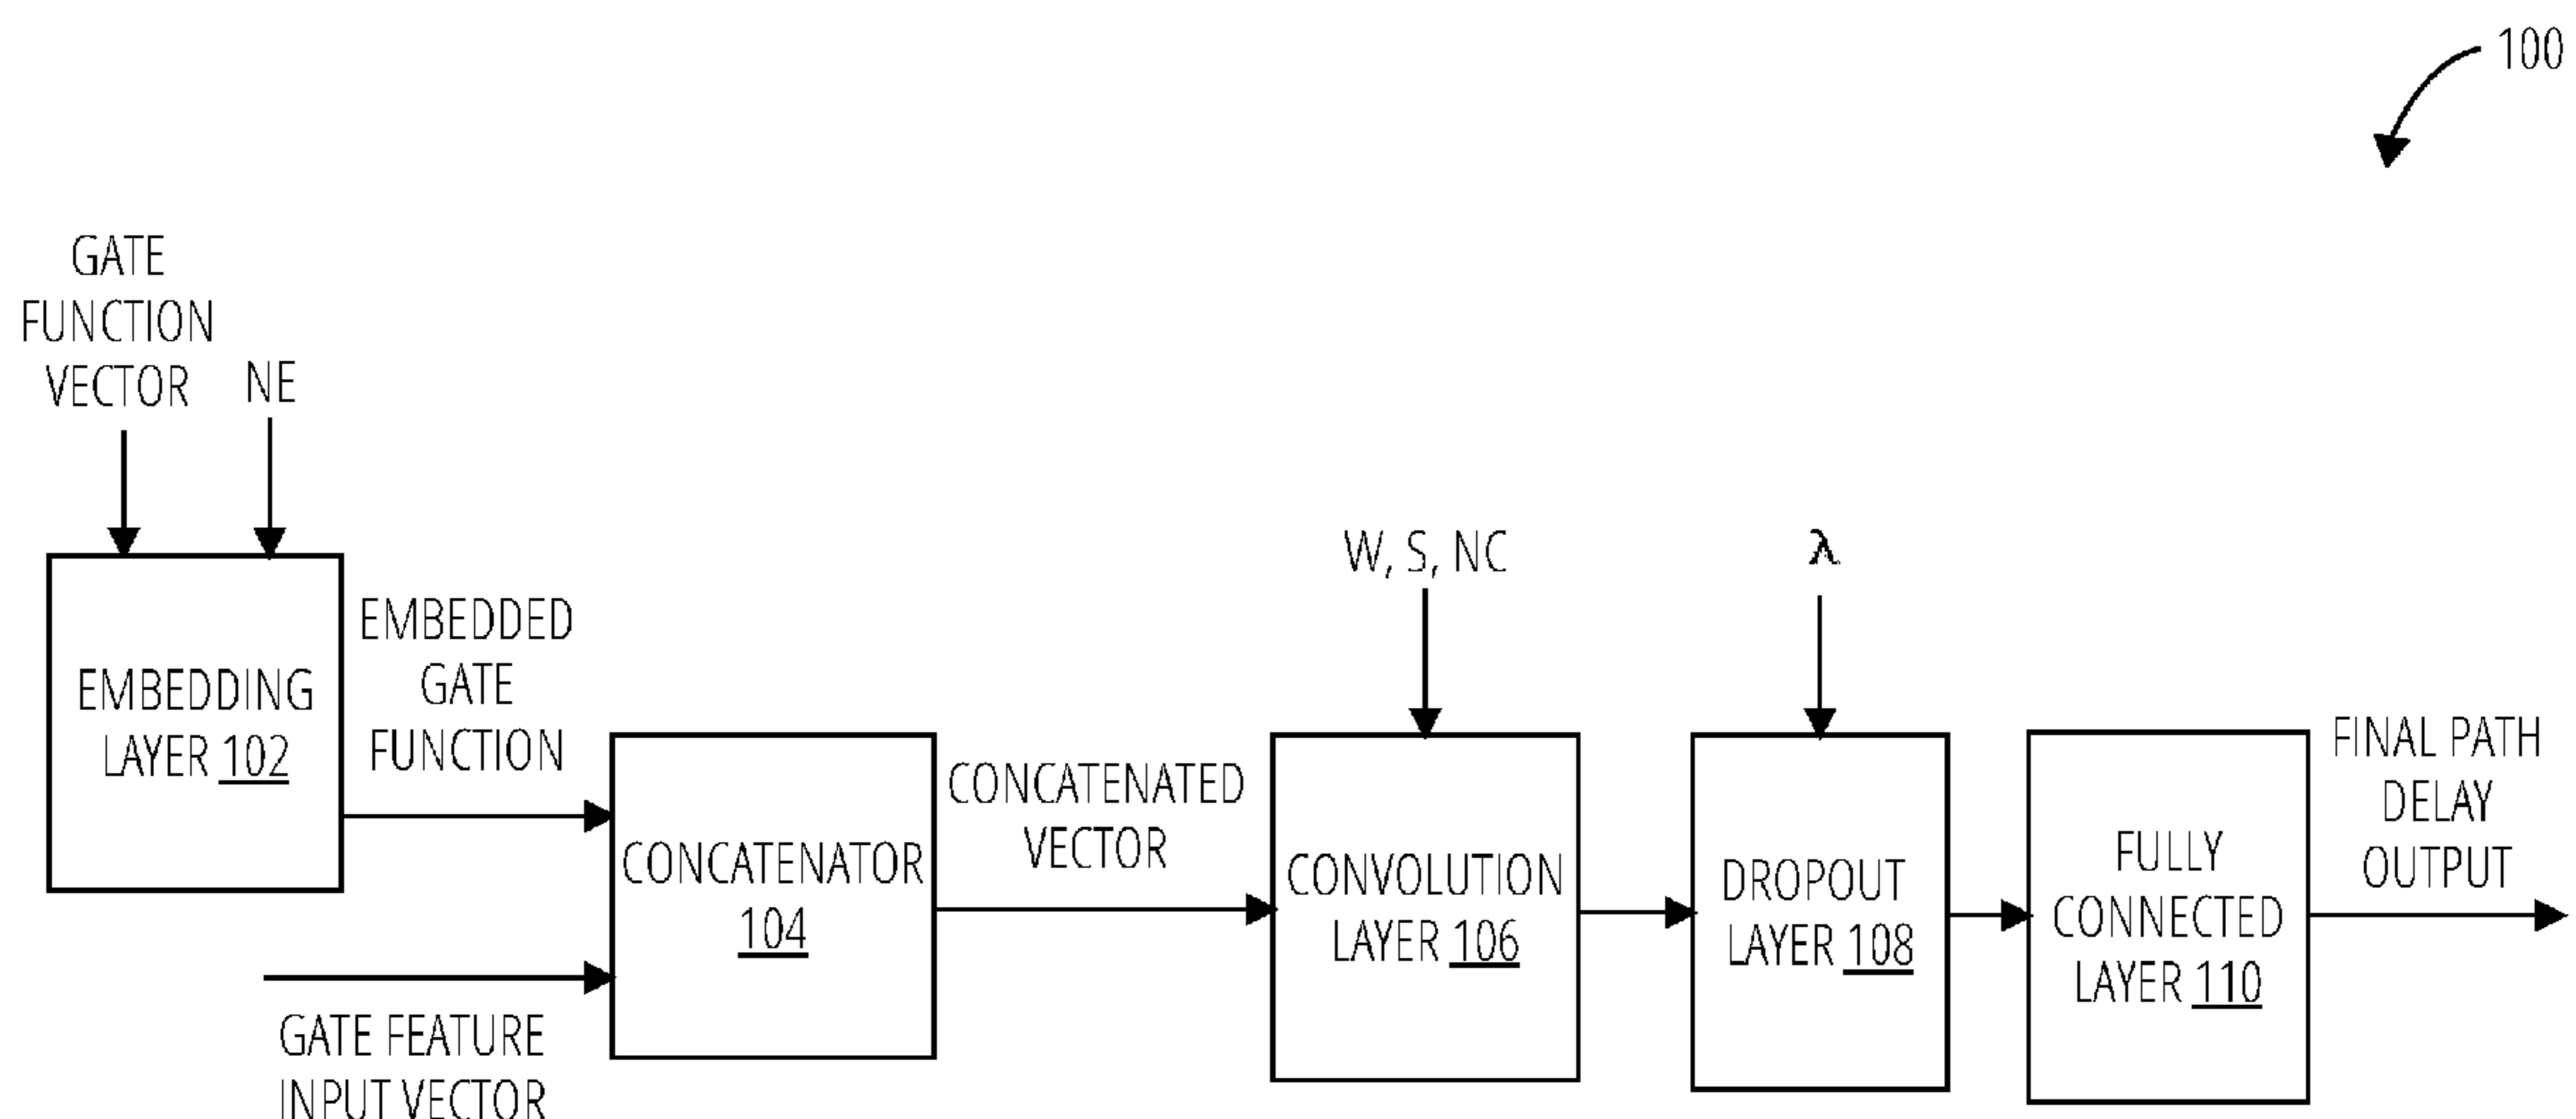 100
GATE
FUNCTION
VECTOR
NE
EMBEDDING
LAYER 102
EMBEDDED
GATE
FUNCTION
GATE FEATURE
INPUT VECTOR
CONCATENATOR
104
CONCATENATED
VECTOR
W, S, NC
CONVOLUTION
LAYER 106
λ
DROPOUT
LAYER 108
FULLY
CONNECTED
LAYER 110
FINAL PATH
DELAY
OUTPUT